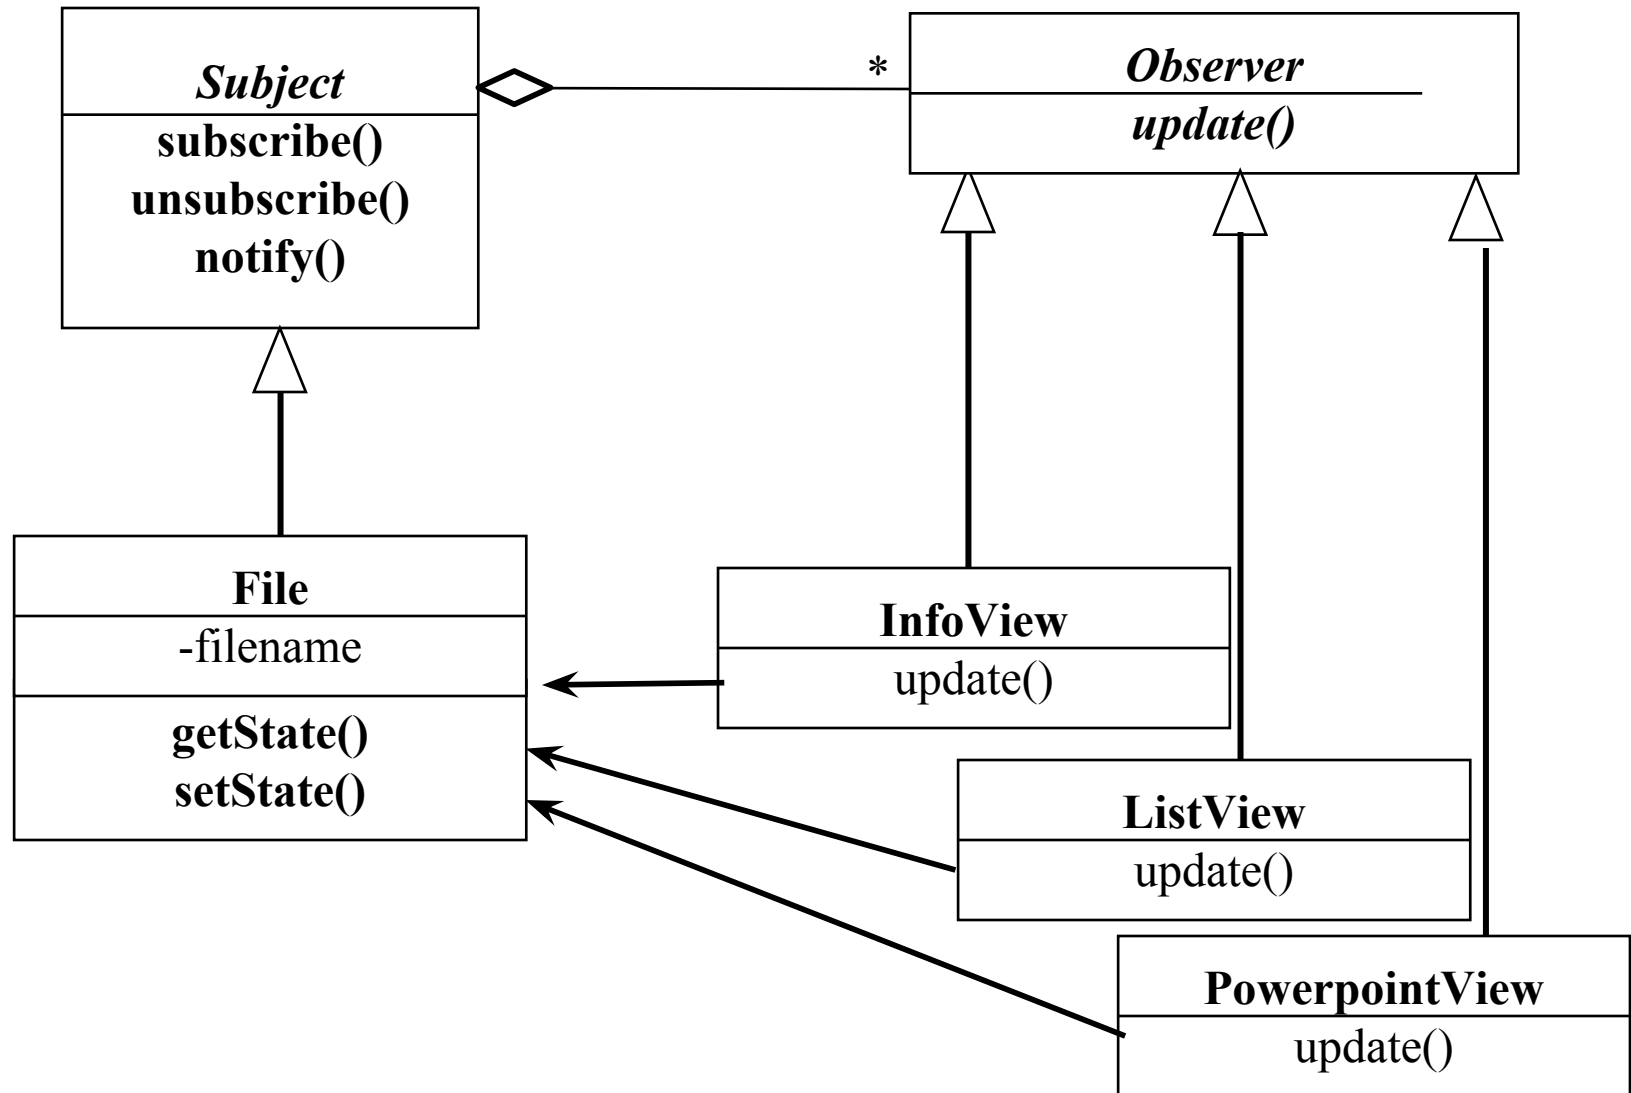 Subject
subscribe()
unsubscribe()
notify()
*
Observer
update()
File
-filename
getState()
setState()
InfoView
update()
ListView
update()
PowerpointView
update()